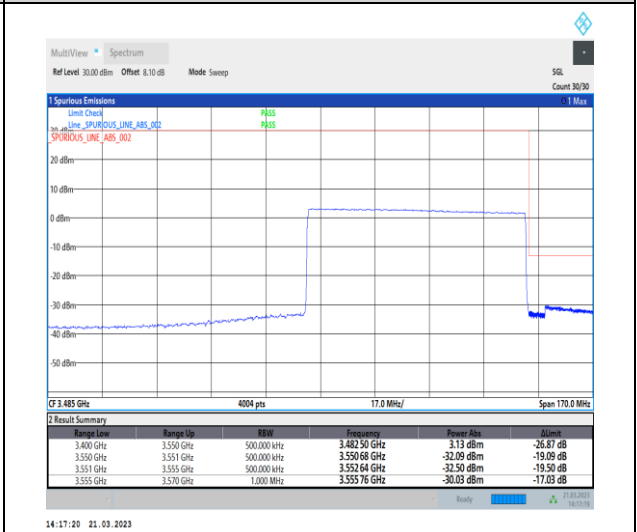 MultiView Spectrum
Ref Level 30.00 dBm Offset 8.10 dB Mode Sweep SGL
Count 30/30
1 Spurious Emissions 1 Max
Limit Check PASS
Line _SPURIOUS_LINE_ABS_002 PASS
_SPURIOUS_LINE_ABS_002
20 dBm
10 dBm
0 dBm
-10 dBm
-20 dBm
-30 dBm
-40 dBm
-50 dBm
CF 3.485 GHz 4004 pts 17.0 MHz/ Span 170.0 MHz
2 Result Summary
Range Low Range Up RBW Frequency Power Abs ΔLimit
3.400 GHz 3.550 GHz 500.000 kHz 3.482 50 GHz 3.13 dBm -26.87 dB
3.550 GHz 3.551 GHz 500.000 kHz 3.550 68 GHz -32.09 dBm -19.09 dB
3.551 GHz 3.555 GHz 500.000 kHz 3.552 64 GHz -32.50 dBm -19.50 dB
3.555 GHz 3.570 GHz 1.000 MHz 3.555 76 GHz -30.03 dBm -17.03 dB
Ready 21.03.2023
14:17:19
14:17:20 21.03.2023